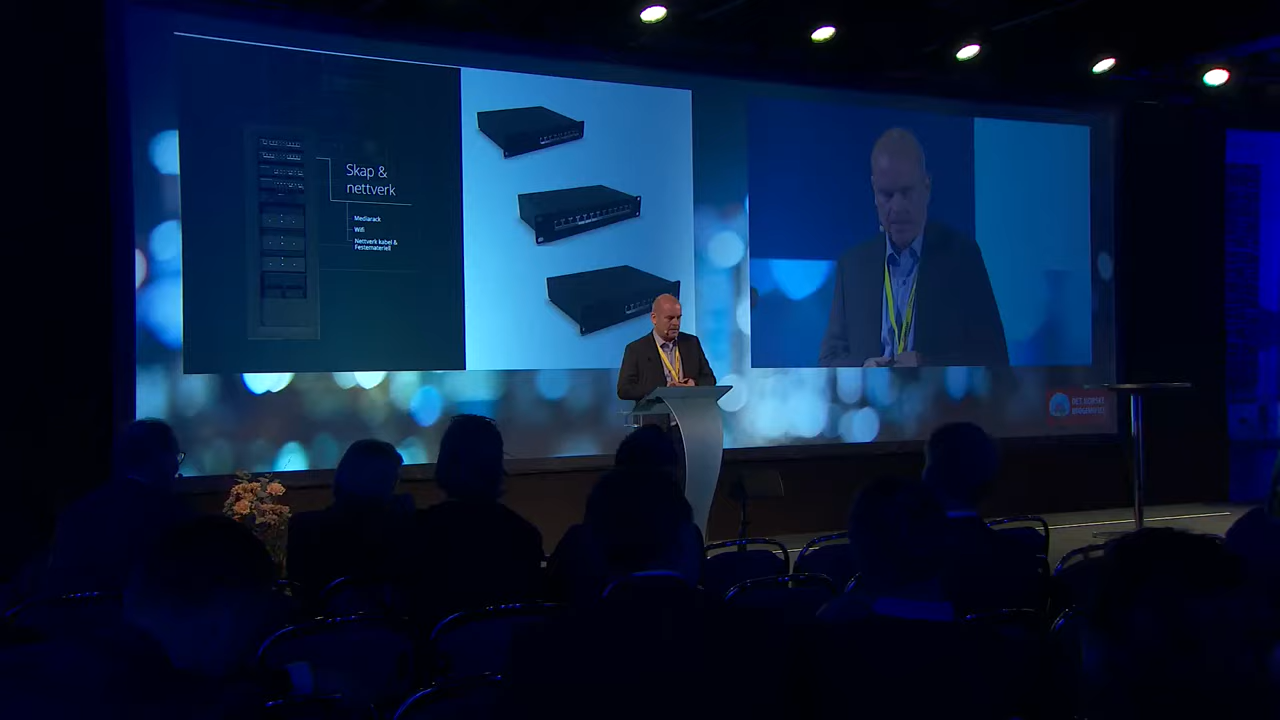 Skap &
nettverk
Mediarack
Wifi
Nettverk kabel &
Festemateriell